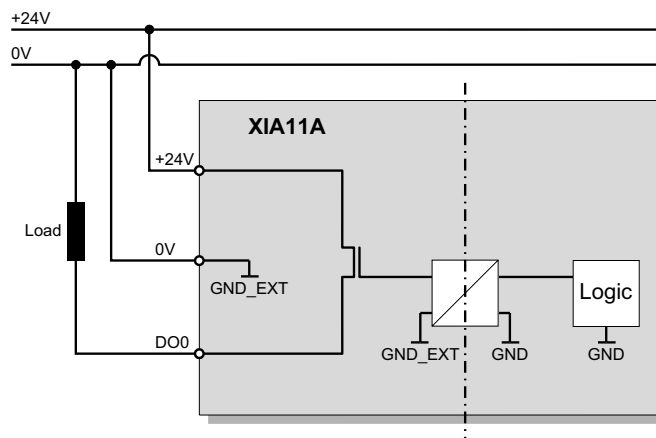 +24V
0V
XIA11A
+24V
Load
0V
GND_EXT
Logic
DO0
GND_EXT
GND
GND